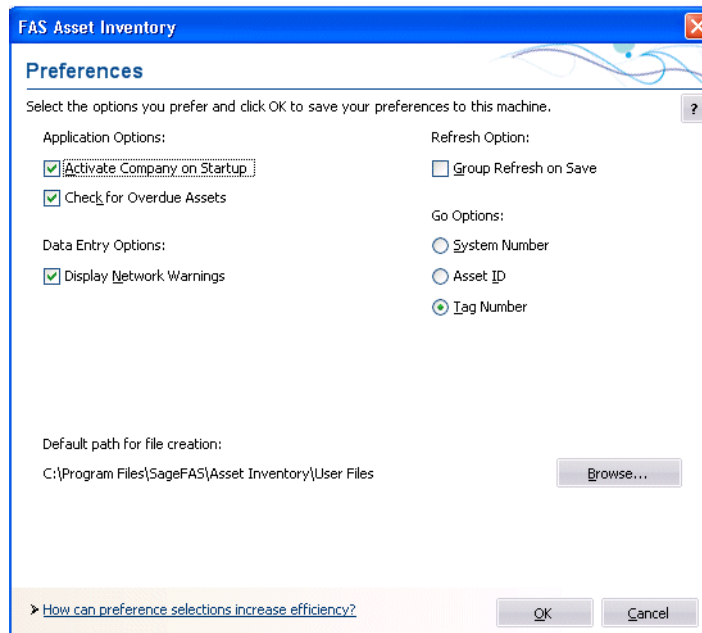 FAS Asset Inventory
Preferences
Select the options you prefer and click OK to save your preferences to this machine.
?
Application Options:
Activate Company on Startup
Check for Overdue Assets
Data Entry Options:
Display Network Warnings
Refresh Option:
Group Refresh on Save
Go Options:
System Number
Asset ID
Tag Number
Default path for file creation:
C:\Program Files\SageFAS\Asset Inventory\User Files
Browse...
How can preference selections increase efficiency?
OK
Cancel